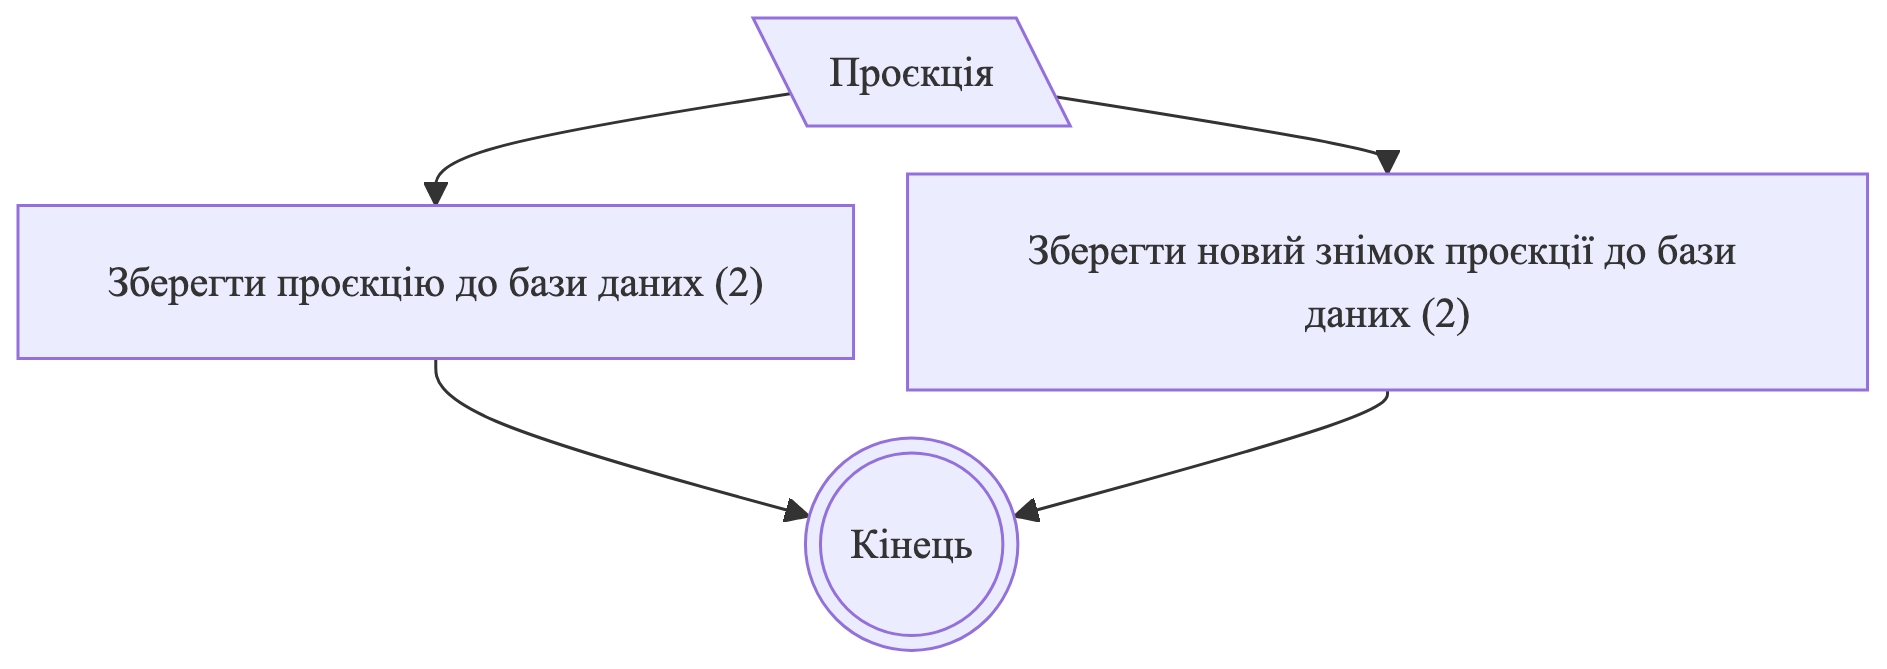 Проєкція
Зберегти проєкцію до бази даних (2)
Зберегти новий знімок проєкції до бази
даних (2)
Кінець